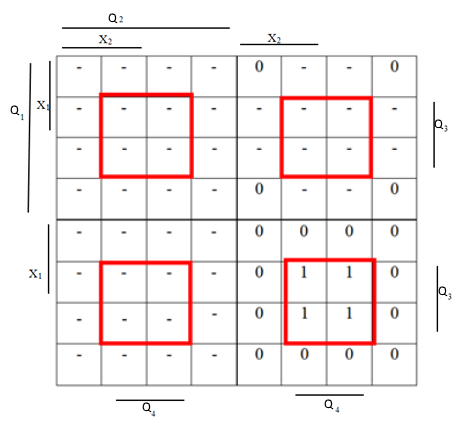 Q2
X2 X2
- - - - 0 - - 0
Q1 X1 - - - - - - - - Q3
- - - - - - - -
- - - - 0 - - 0
- - - - 0 0 0 0
X1 - - - - 0 1 1 0 Q3
- - - - 0 1 1 0
- - - - 0 0 0 0
Q4 Q4